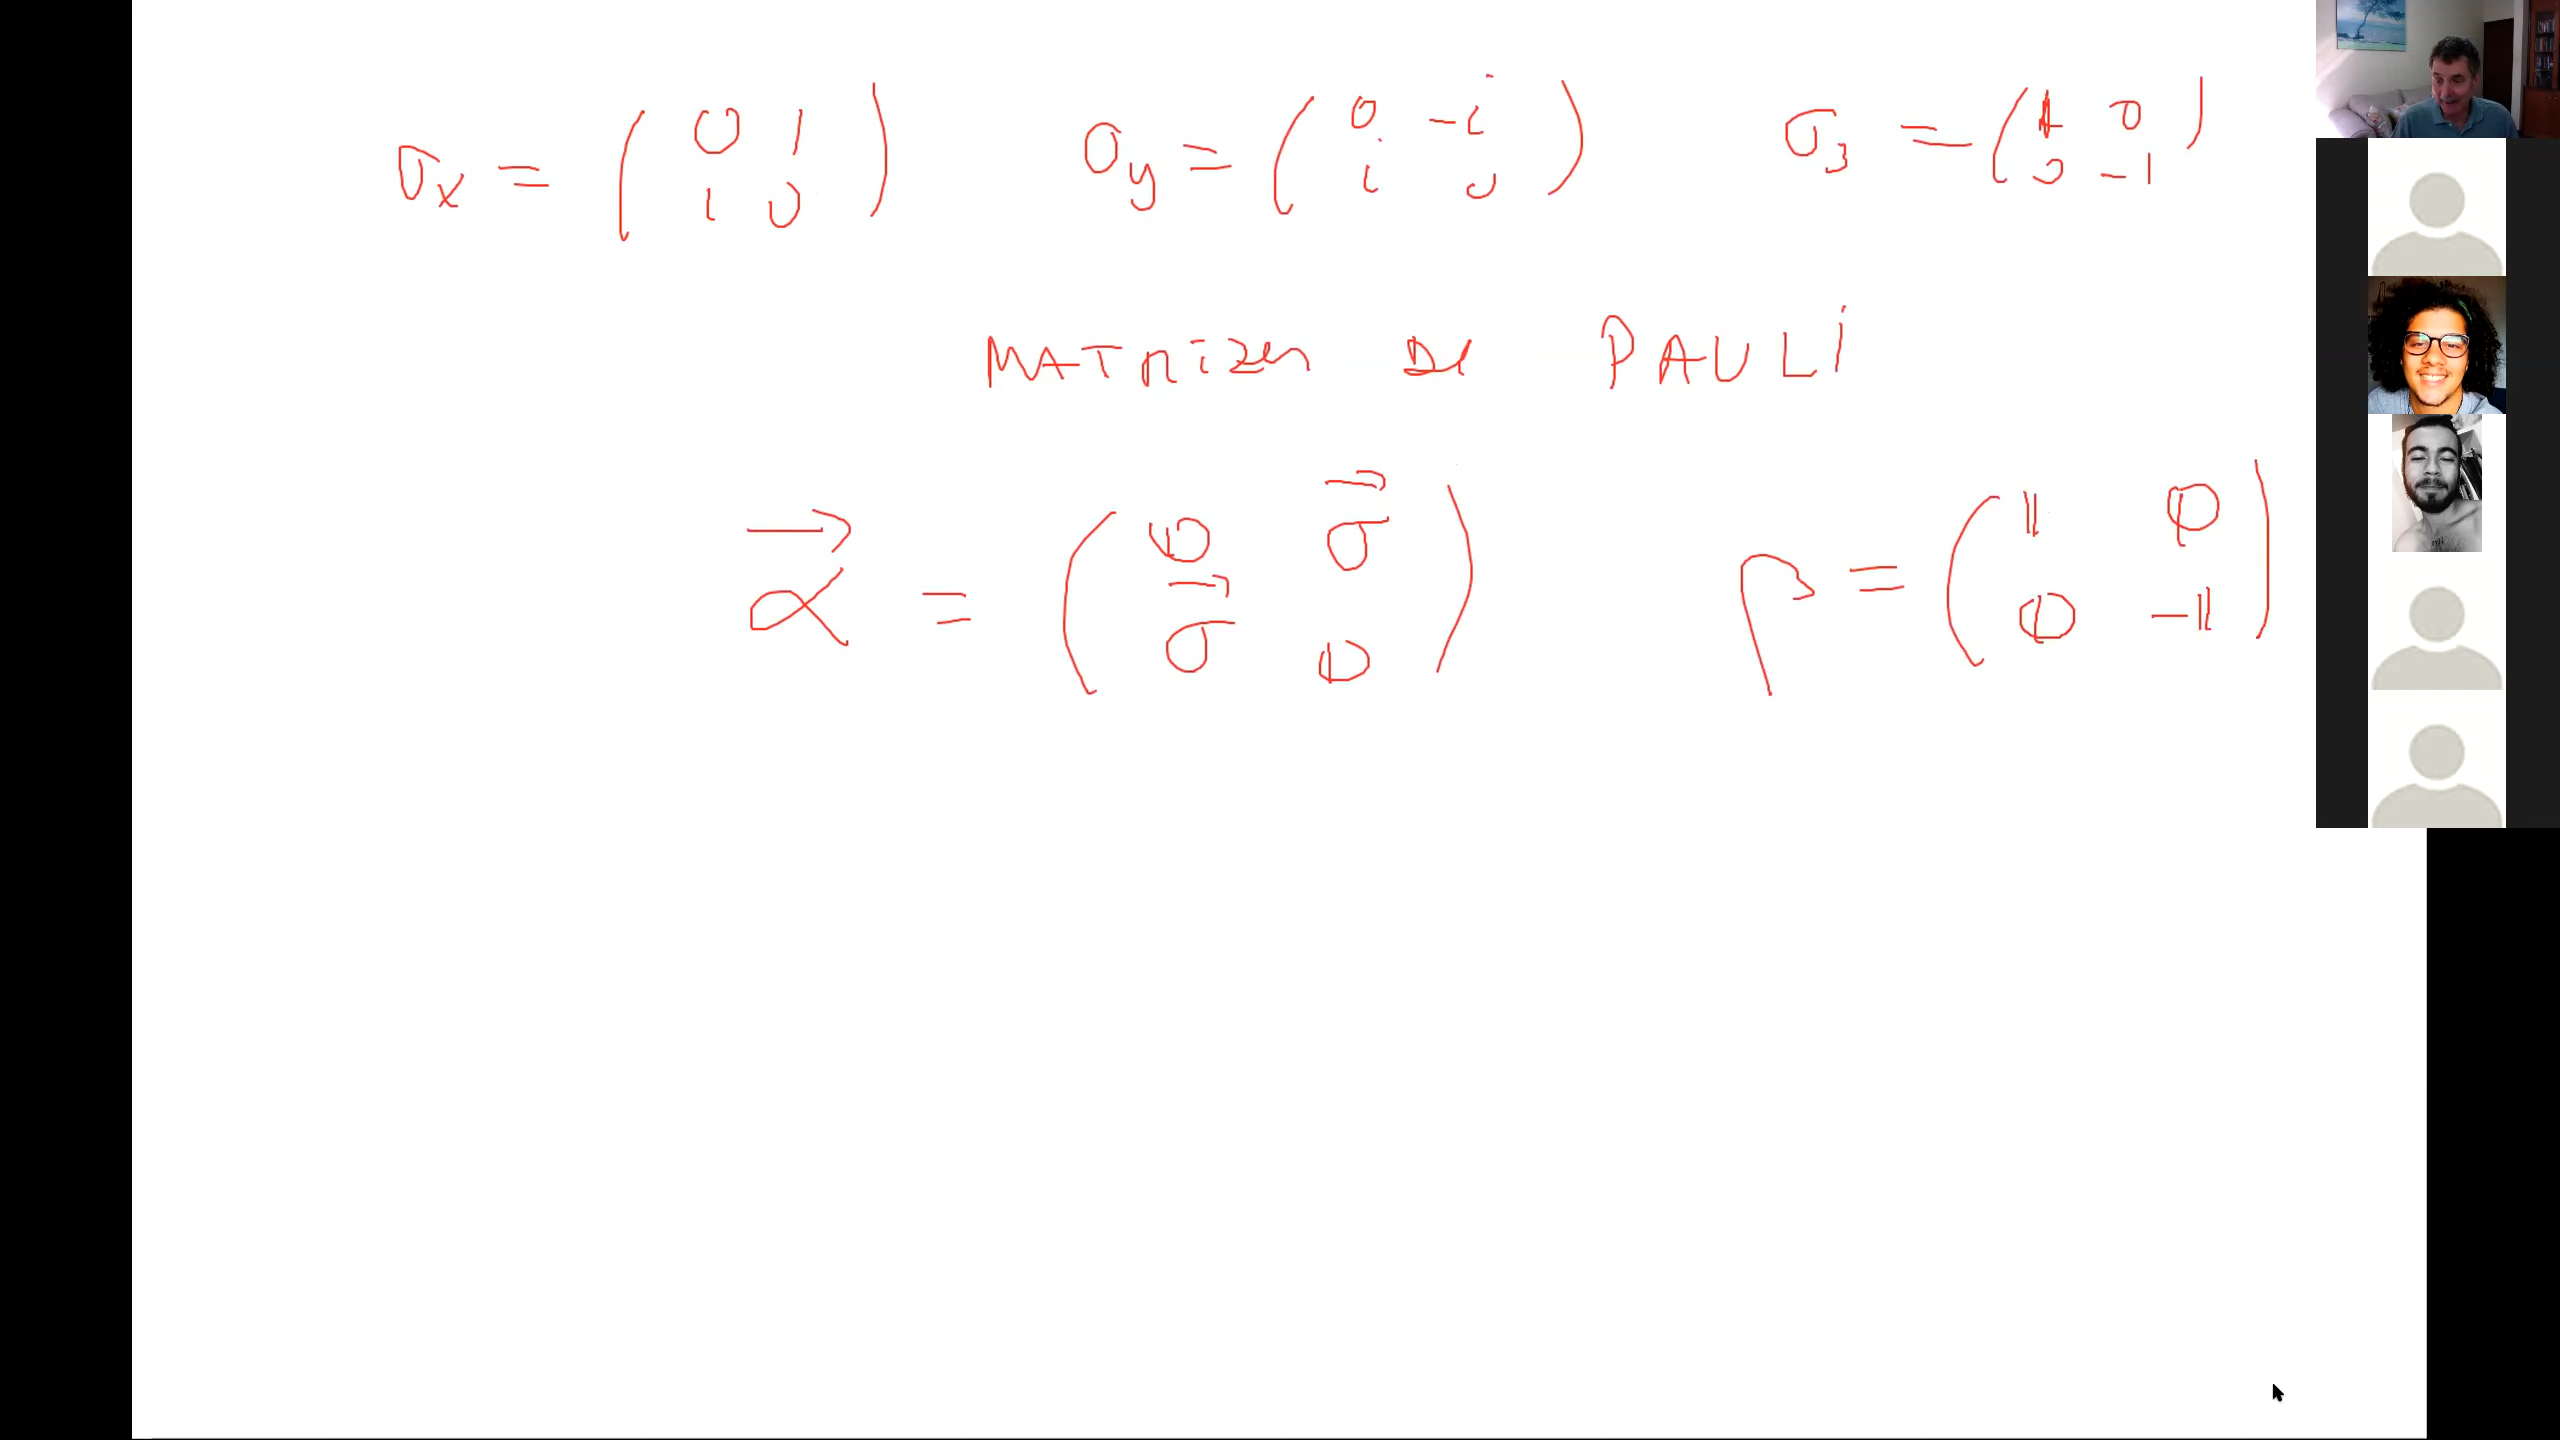 σx = ( 0 1 ; i 0 ) σy = ( 0 -i ; i 0 ) σ3 = ( 1 0 ; 0 -1 )
MATRIZES DE PAULI
α⃗ = ( 𝟘 σ⃗ ; σ⃗ 𝟘 ) β = ( 𝟙 𝟘 ; 𝟘 -𝟙 )